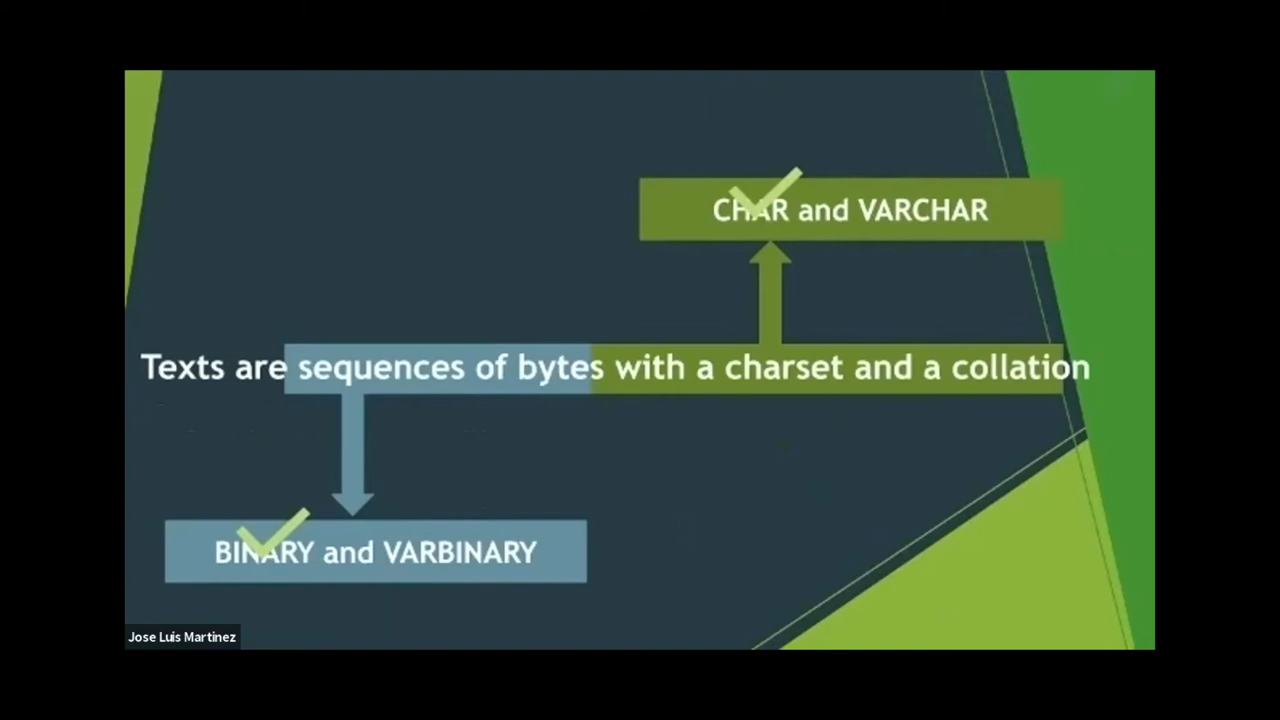 CHAR and VARCHAR
Texts are sequences of bytes with a charset and a collation
BINARY and VARBINARY
Jose Luis Martinez